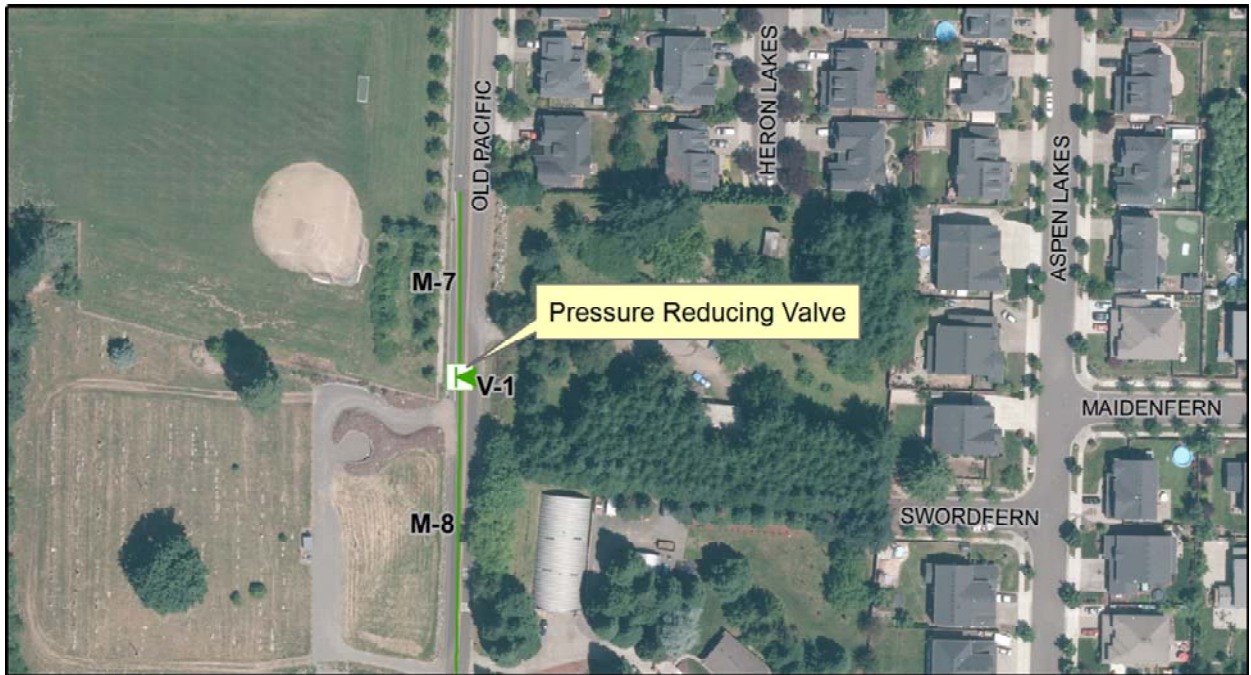 OLD PACIFIC
HERON LAKES
ASPEN LAKES
M-7
Pressure Reducing Valve
V-1
MAIDENFERN
M-8
SWORDFERN